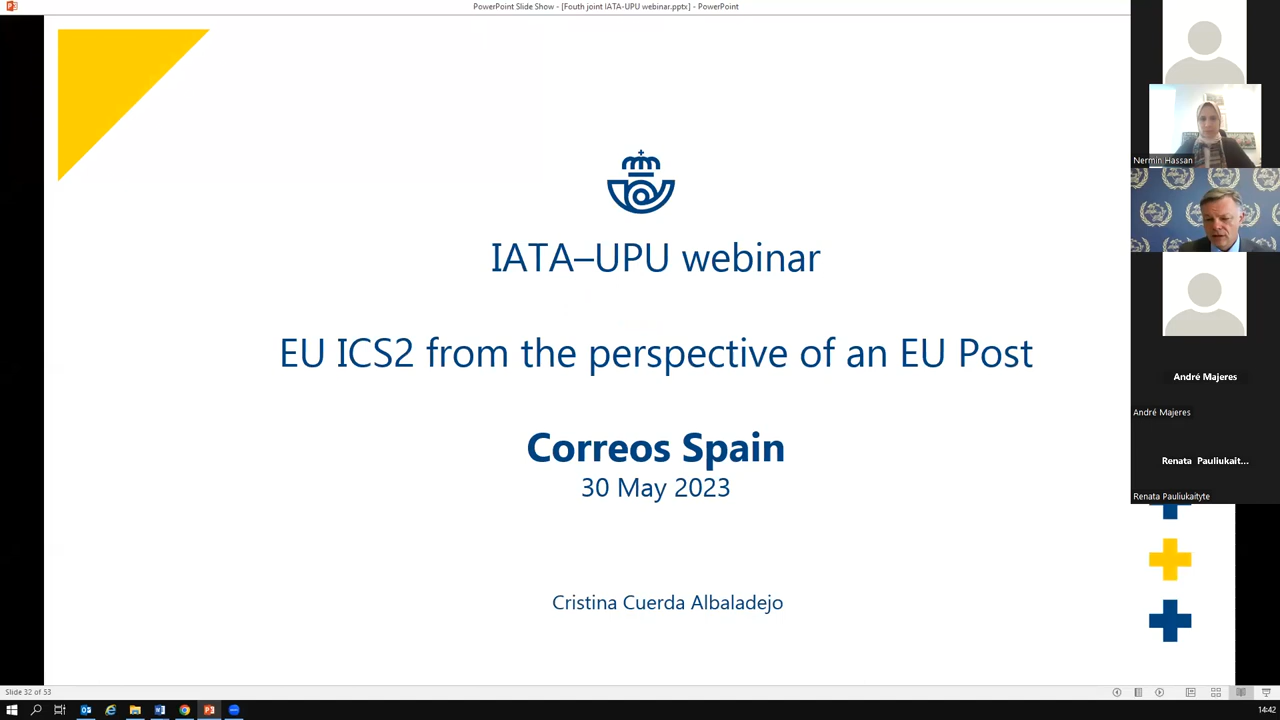 PowerPoint Slide Show - [Fouth joint IATA-UPU webinar.pptx] - PowerPoint
IATA–UPU webinar
EU ICS2 from the perspective of an EU Post
Correos Spain
30 May 2023
Cristina Cuerda Albaladejo
Nermin Hassan
André Majeres
André Majeres
Renata Pauliukait...
Renata Pauliukaityte
Slide 32 of 53
14:42